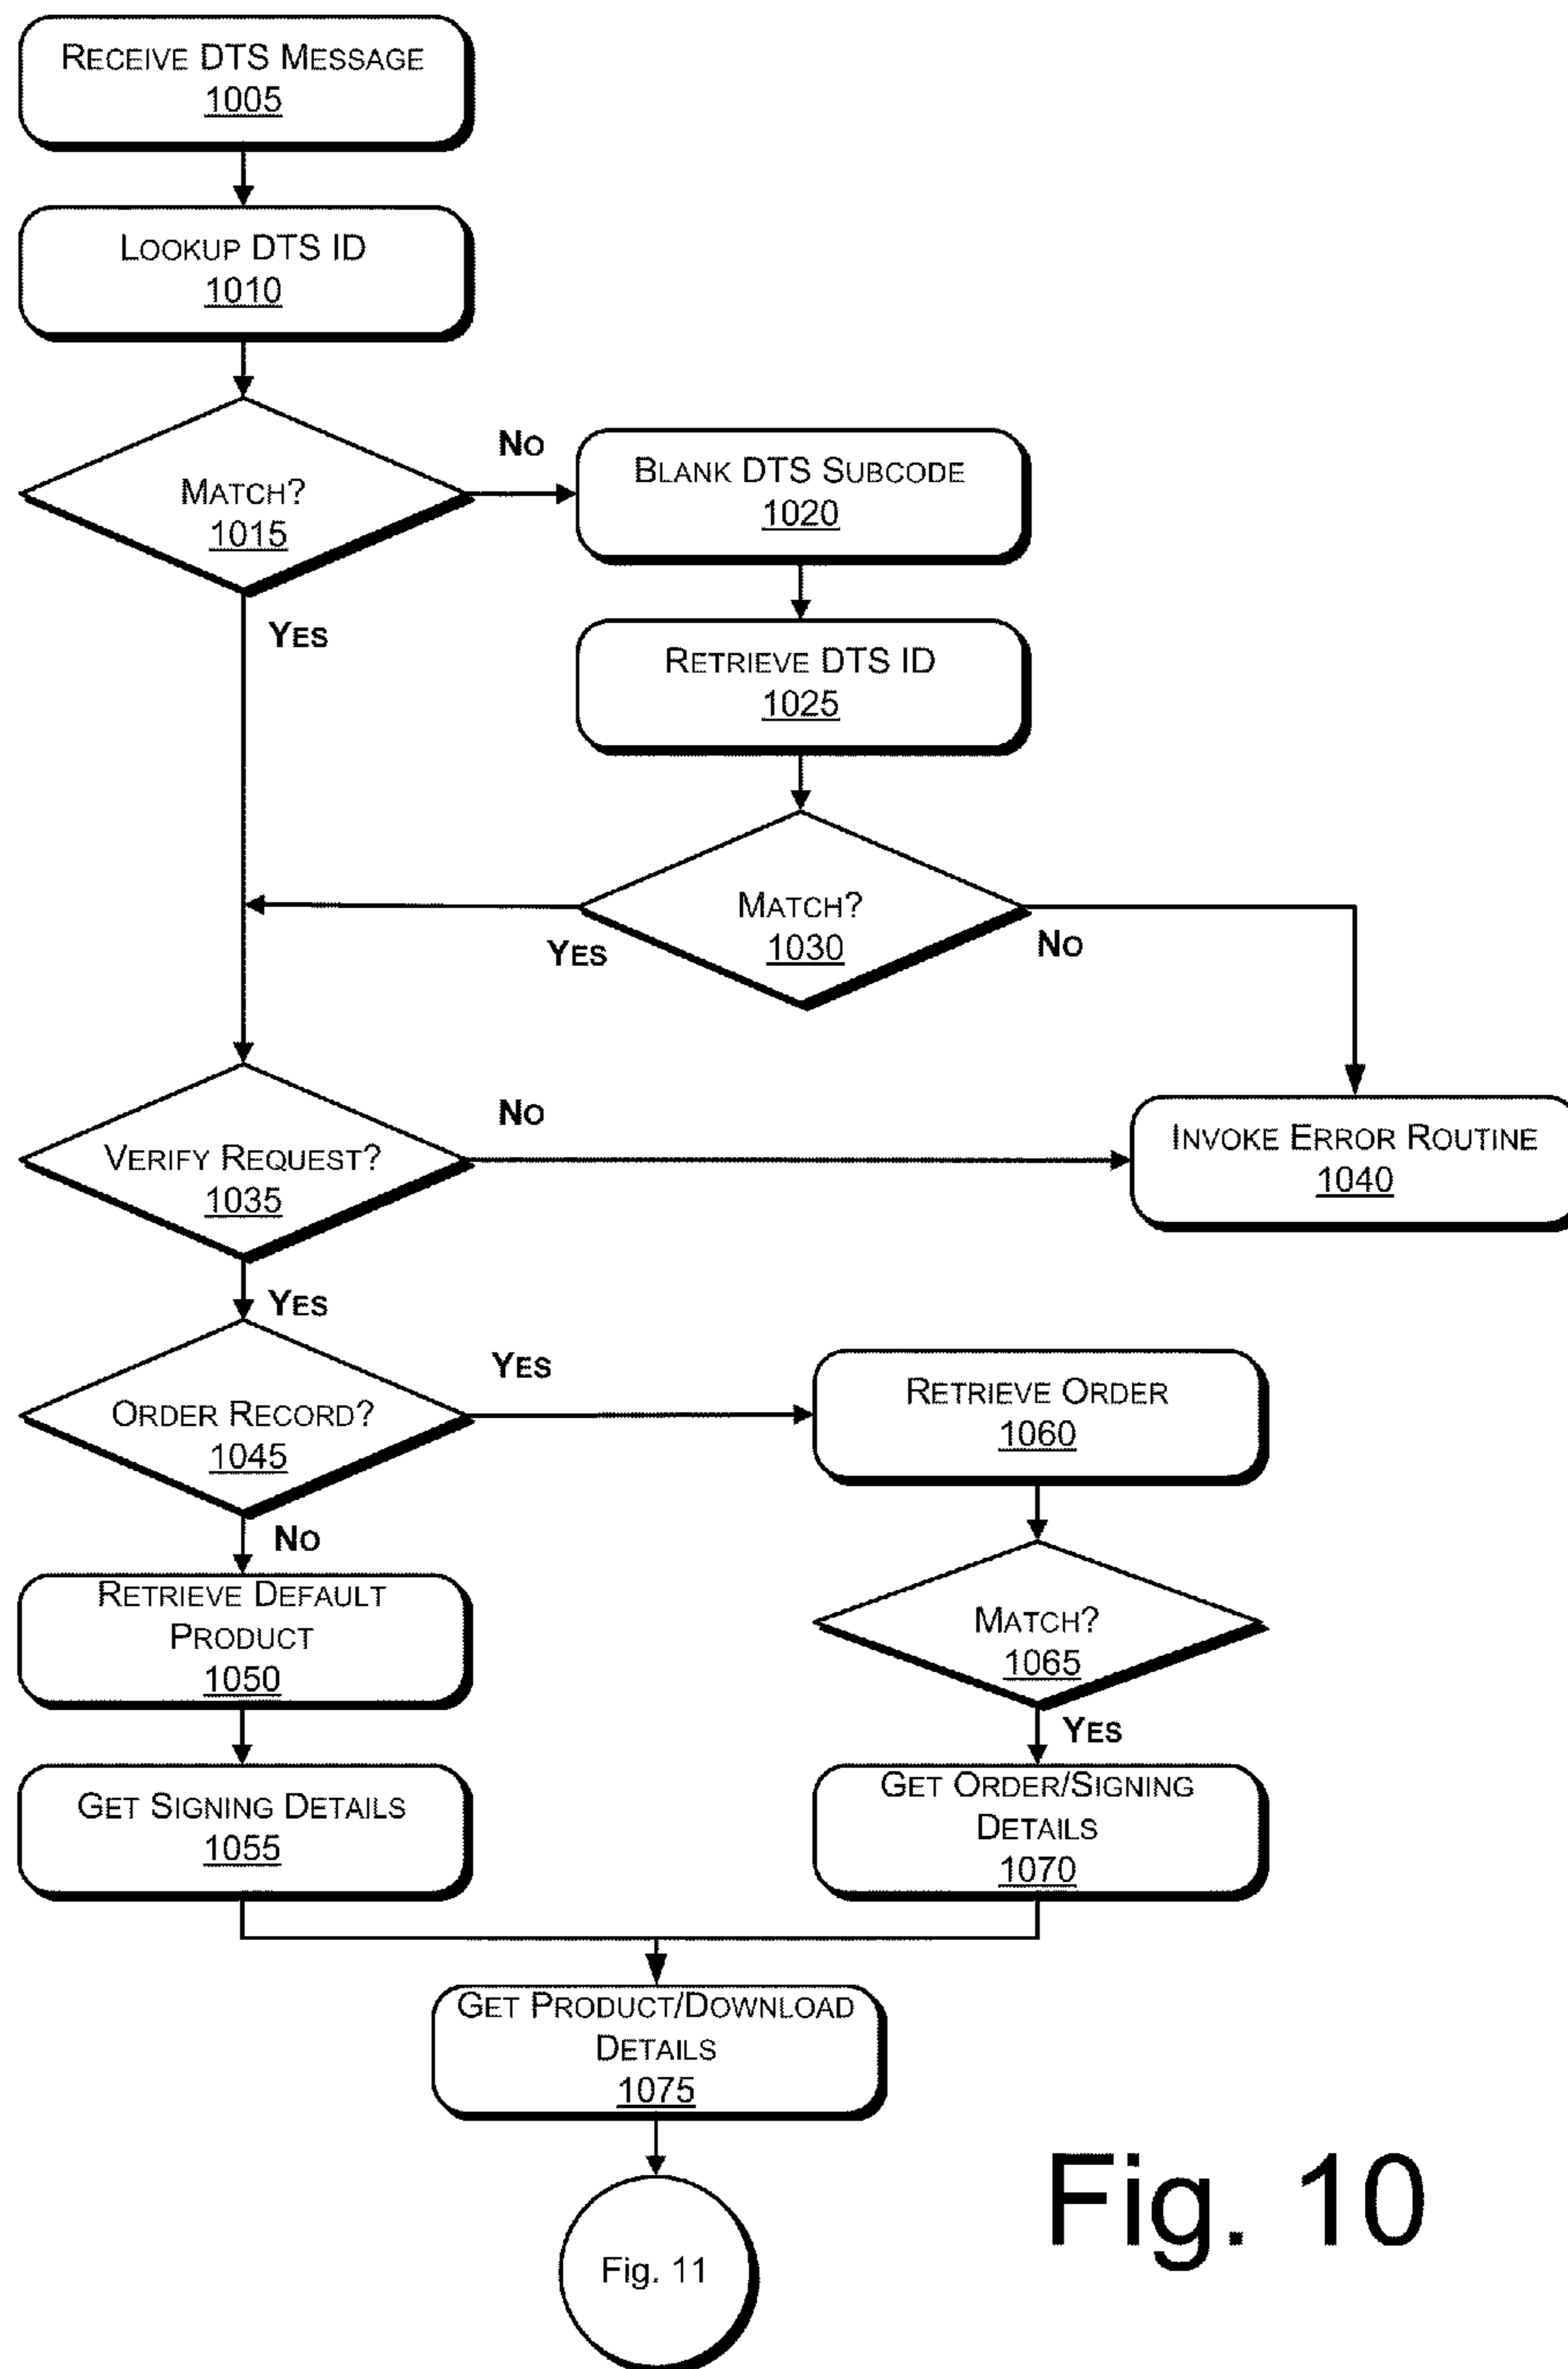 RECEIVE DTS MESSAGE
1005
LOOKUP DTS ID
1010
MATCH?
1015
NO
YES
BLANK DTS SUBCODE
1020
RETRIEVE DTS ID
1025
MATCH?
1030
YES
NO
VERIFY REQUEST?
1035
NO
YES
INVOKE ERROR ROUTINE
1040
ORDER RECORD?
1045
YES
NO
RETRIEVE ORDER
1060
MATCH?
1065
YES
RETRIEVE DEFAULT
PRODUCT
1050
GET SIGNING DETAILS
1055
GET ORDER/SIGNING
DETAILS
1070
GET PRODUCT/DOWNLOAD
DETAILS
1075
Fig. 11
Fig. 10